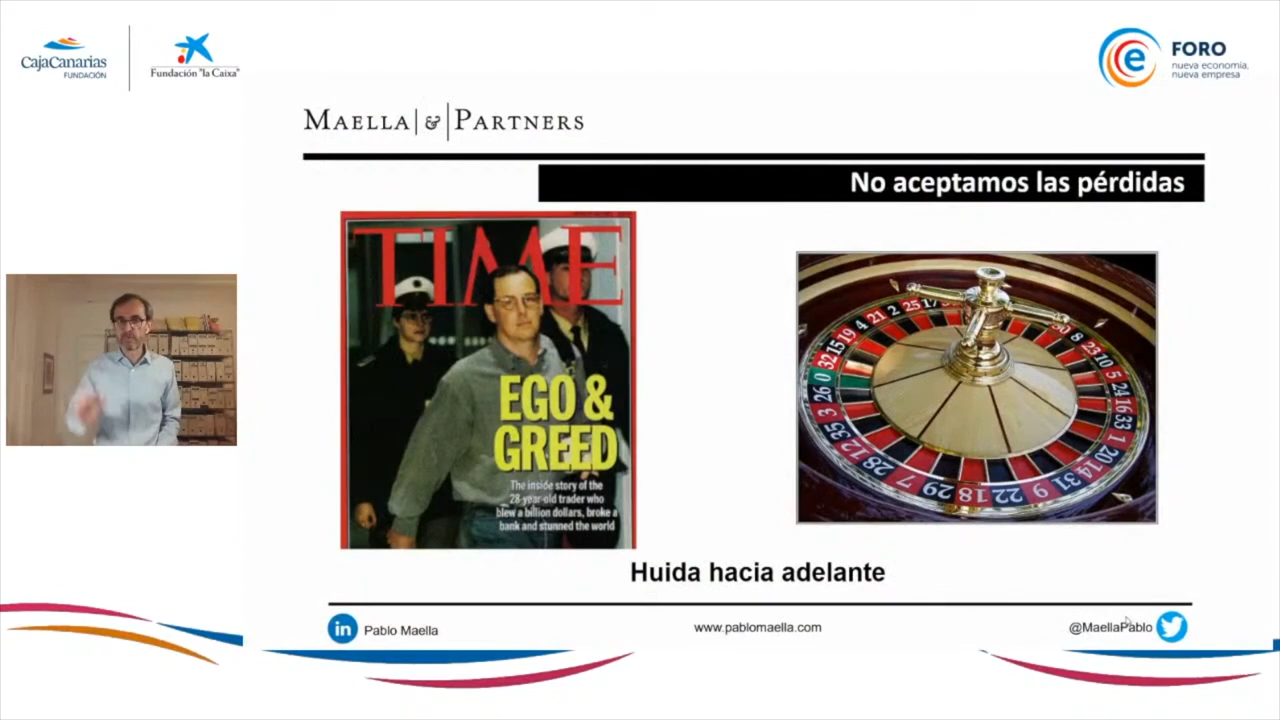 CajaCanarias
FUNDACIÓN
Fundación "la Caixa"
e
FORO
nueva economía,
nueva empresa
MAELLA & PARTNERS
No aceptamos las pérdidas
TIME
EGO &
GREED
The inside story of the
28-year-old trader who
blew a billion dollars, broke a
bank and stunned the world
Huida hacia adelante
in
Pablo Maella
www.pablomaella.com
@MaellaPablo